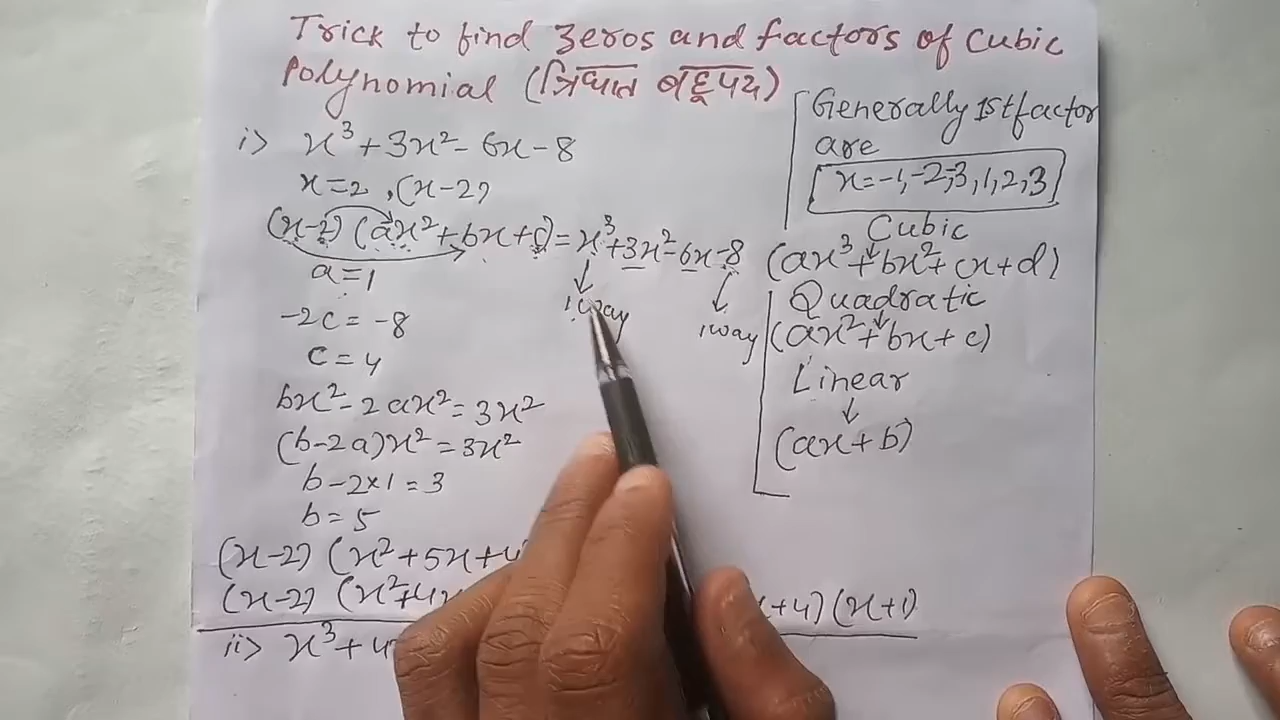 Trick to find zeros and factors of cubic
polynomial (त्रिघात बहुपद)
i> x³ + 3x² - 6x - 8
x = 2, (x-2)
(x-2) (ax² + bx + c) = x³ + 3x² - 6x - 8
1 way
1 way
a = 1
-2c = -8
c = 4
bx² - 2ax² = 3x²
(b-2a)x² = 3x²
b - 2×1 = 3
b = 5
(x-2) (x² + 5x + 4
(x-2) (x² + 4x
x+4) (x+1)
ii> x³ + 4
Generally 1st factor
are
x = -1, -2, -3, 1, 2, 3
Cubic
(ax³ + bx² + cx + d)
Quadratic
(ax² + bx + c)
Linear
(ax + b)